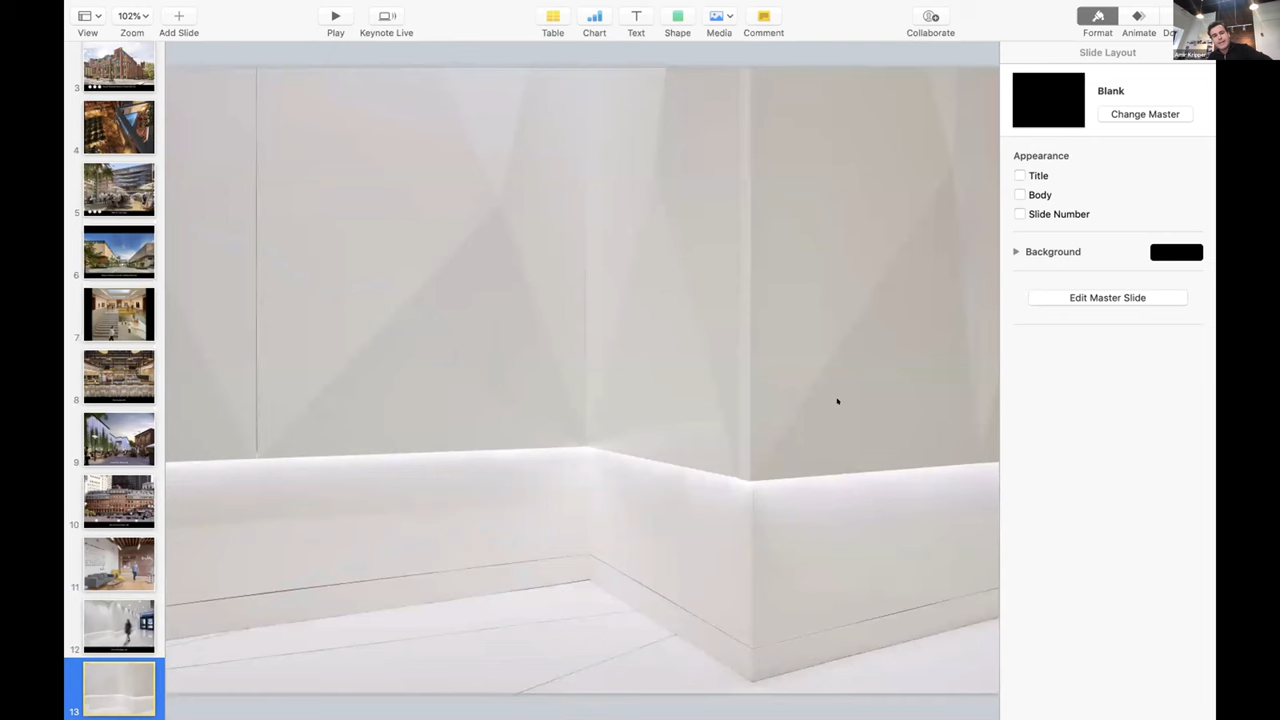 102%
View
Zoom
Add Slide
Play
Keynote Live
Table
Chart
Text
Shape
Media
Comment
Collaborate
Format
Animate
Do
Slide Layout
Blank
Change Master
Appearance
Title
Body
Slide Number
Background
Edit Master Slide
3
4
5
6
7
8
9
10
11
12
13